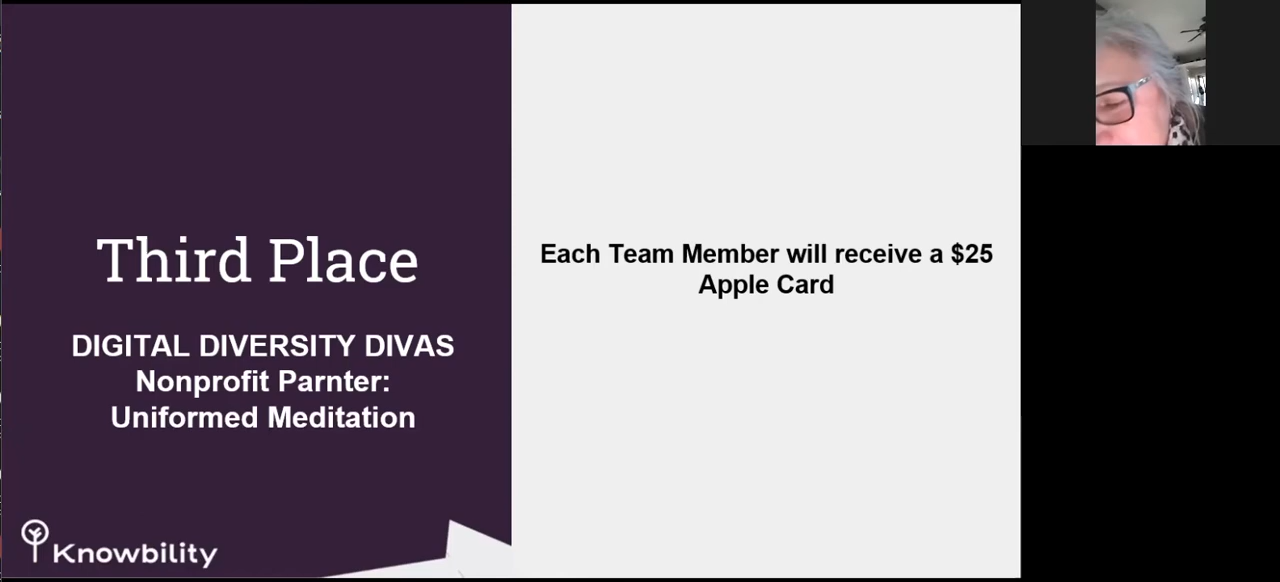 Third Place
DIGITAL DIVERSITY DIVAS
Nonprofit Parnter:
Uniformed Meditation
Knowbility
Each Team Member will receive a $25
Apple Card